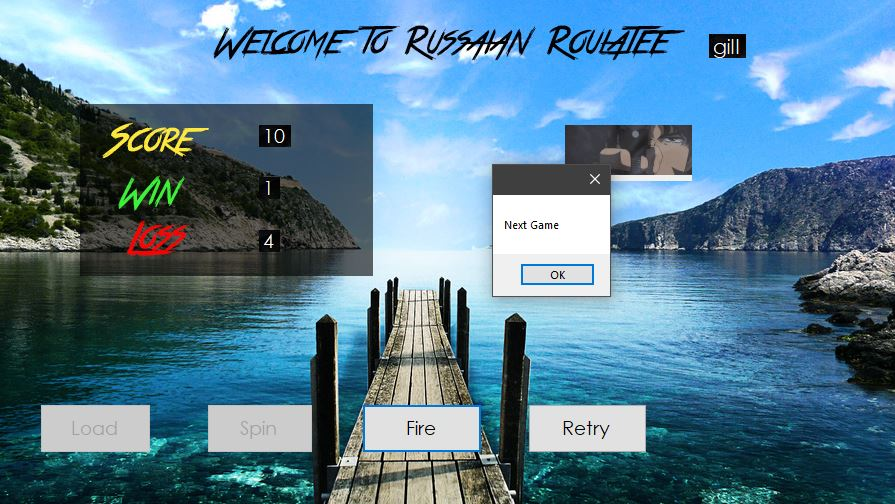 Welcome To Russaian Roulatee
gill
Score 10
Win 1
Loss 4
Next Game
OK
Load
Spin
Fire
Retry